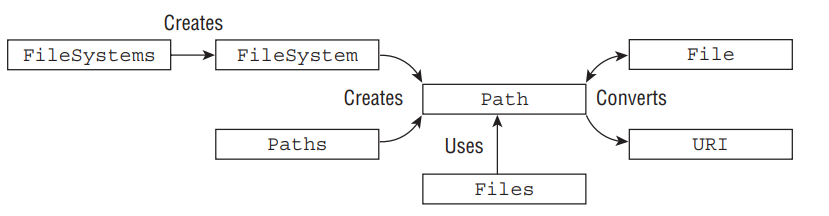 Creates
FileSystems
FileSystem
File
Creates
Path
Converts
Paths
Uses
URI
Files